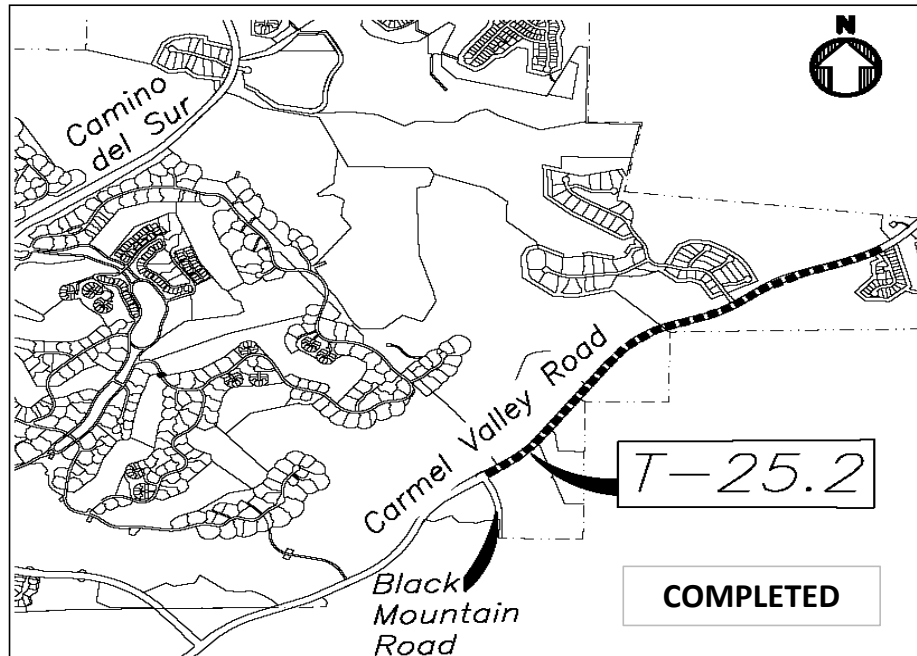 N
Camino
del Sur
Carmel Valley Road
T-25.2
Black
Mountain
Road
COMPLETED